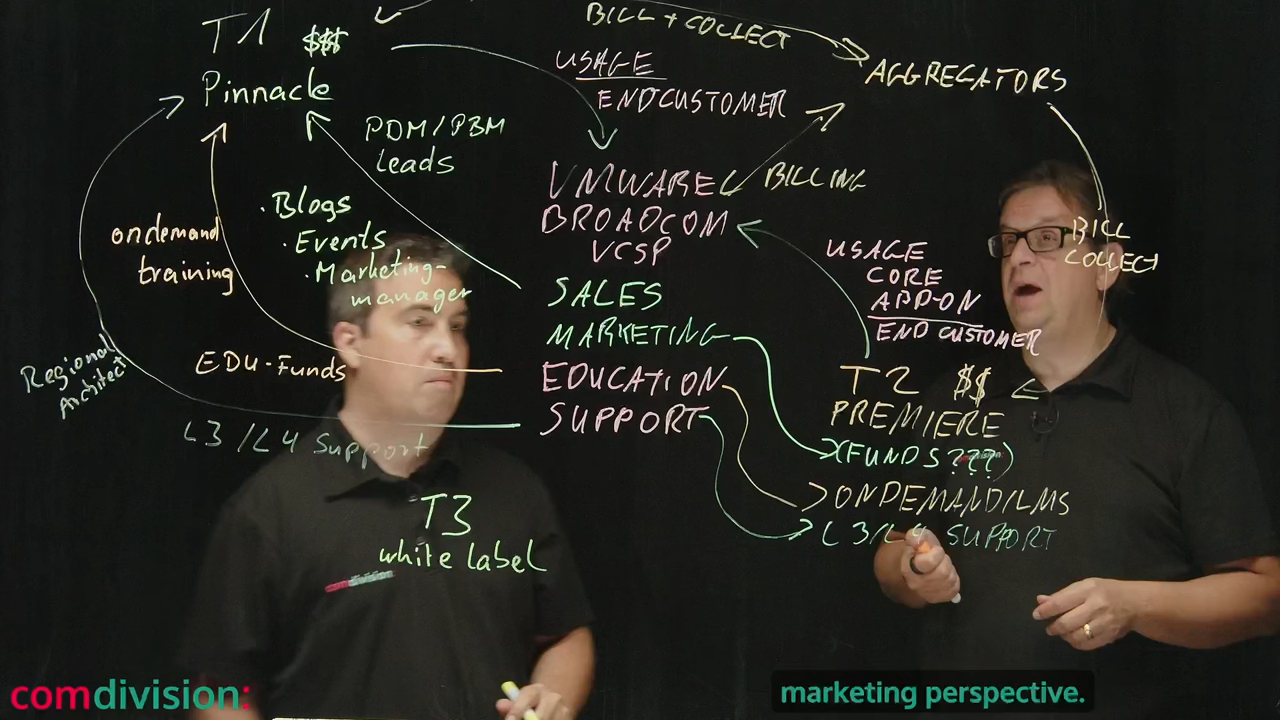 T1 $$$
Pinnacle
BILL + COLLECT
AGGREGATORS
USAGE
ENDCUSTOMER
PDM/PBM
Leads
VMWARE
BROADCOM
VCSP
BILLING
BILL
COLLECT
• Blogs
• Events
• Marketing-
manager
ondemand
training
SALES
MARKETING
EDUCATION
SUPPORT
USAGE
CORE
ADD-ON
END CUSTOMER
Regional
Architect
EDU-Funds
L3/L4 Support
T2 $$
PREMIERE
(FUNDS ???)
ONDEMAND/LMS
L3/L4 SUPPORT
T3
white label
comdivision
comdivision:
marketing perspective.